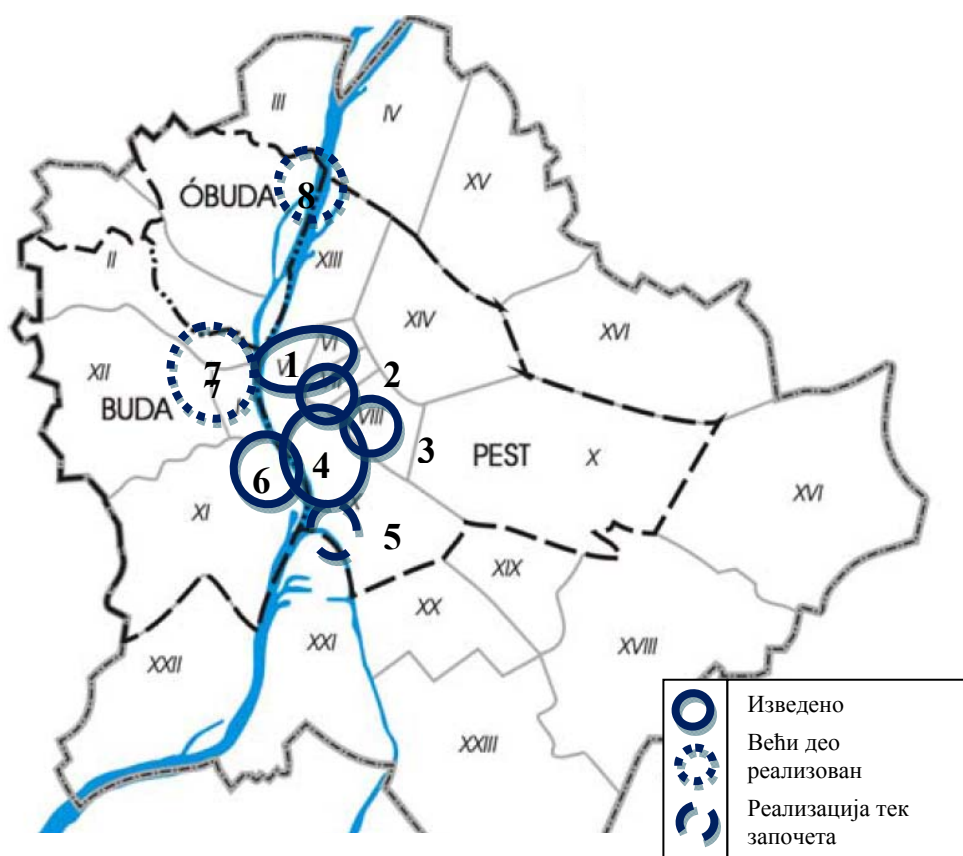 III
IV
XV
ÓBUDA
8
II
XIII
XIV
XVI
VI
1
V
2
7
7
XII
BUDA
VIII
3
PEST
X
4
6
XVI
XI
5
XIX
XX
XXI
XVIII
XXII
XXIII
Изведено
Већи део
реализован
Реализација тек
започета